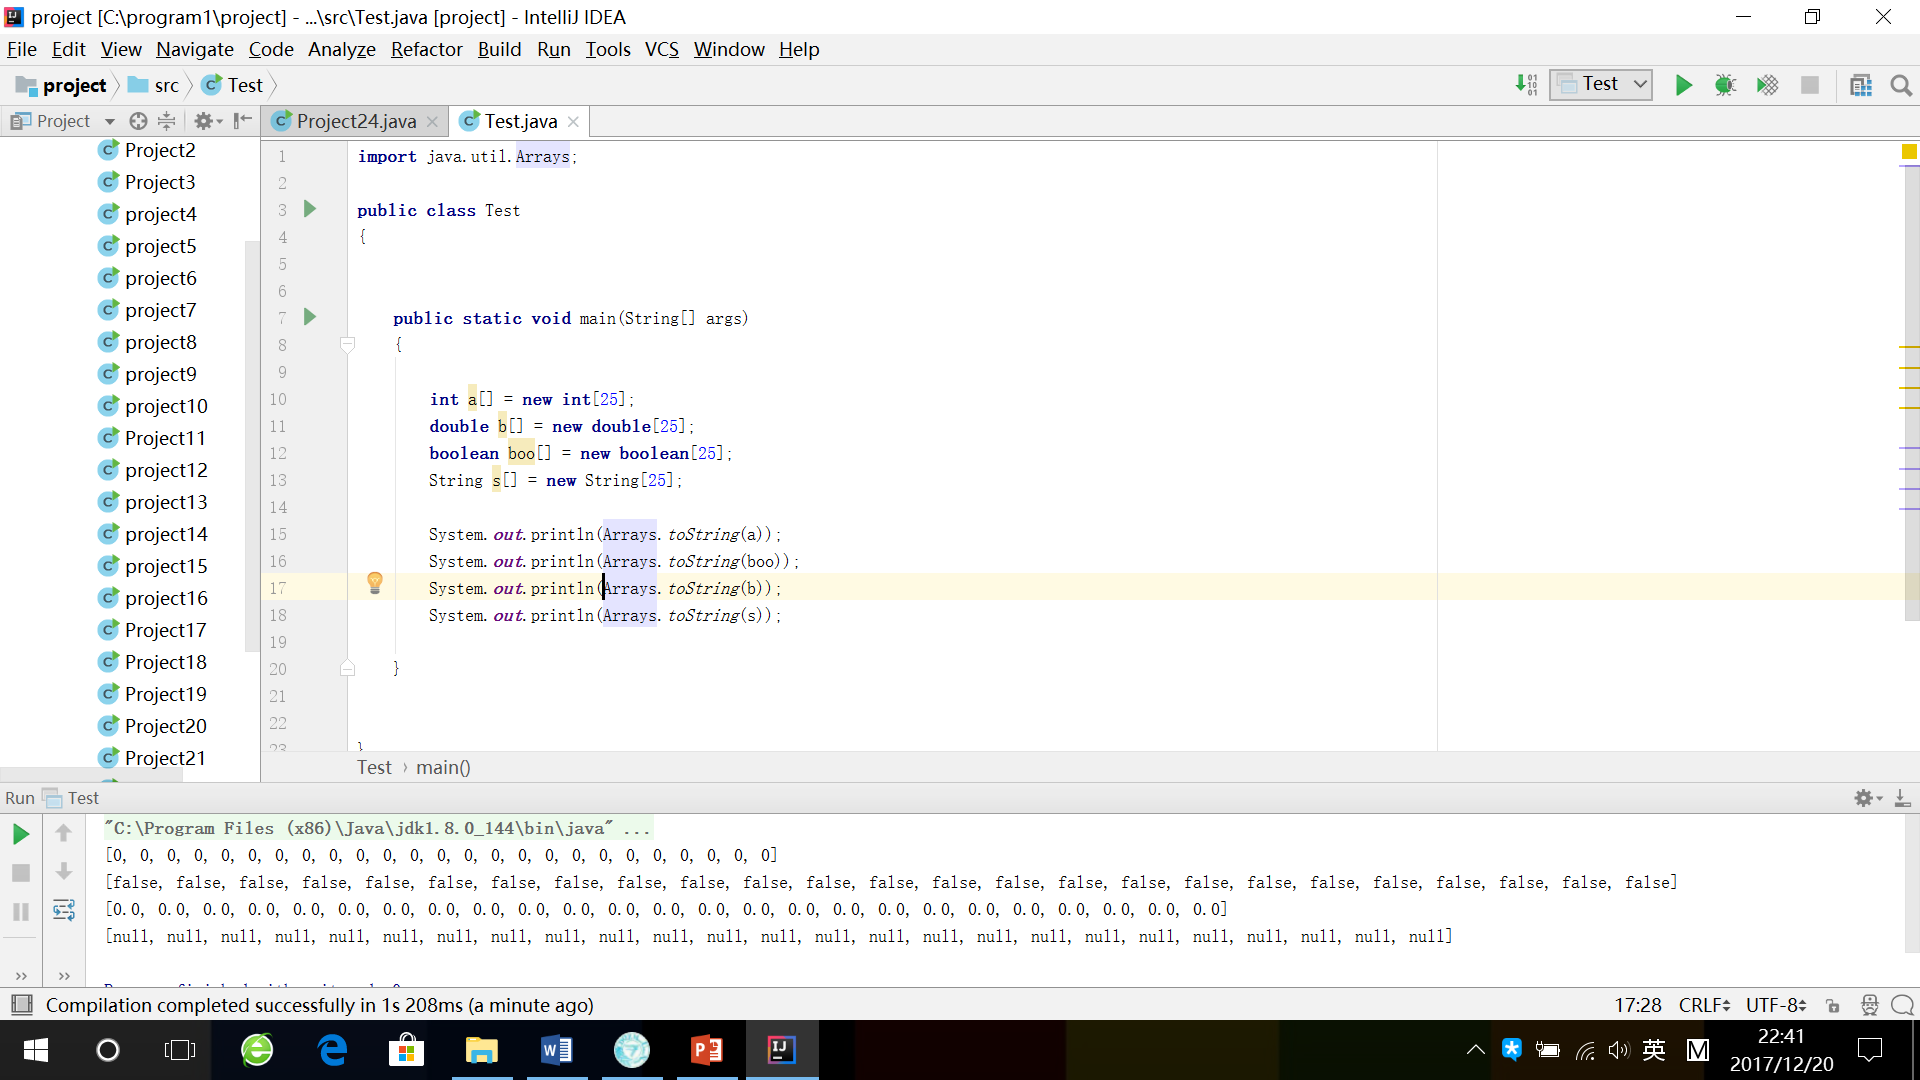 project [C:\program1\project] - ...\src\Test.java [project] - IntelliJ IDEA
File Edit View Navigate Code Analyze Refactor Build Run Tools VCS Window Help
project src Test
Test
Project
Project24.java Test.java
Project2
Project3
project4
project5
project6
project7
project8
project9
project10
Project11
project12
project13
project14
project15
project16
Project17
Project18
Project19
Project20
Project21
1 import java.util.Arrays;
2
3 public class Test
4 {
5
6
7 public static void main(String[] args)
8 {
9
10 int a[] = new int[25];
11 double b[] = new double[25];
12 boolean boo[] = new boolean[25];
13 String s[] = new String[25];
14
15 System.out.println(Arrays.toString(a));
16 System.out.println(Arrays.toString(boo));
17 System.out.println(Arrays.toString(b));
18 System.out.println(Arrays.toString(s));
19
20 }
21
22
23 }
Test › main()
Run Test
"C:\Program Files (x86)\Java\jdk1.8.0_144\bin\java" ...
[0, 0, 0, 0, 0, 0, 0, 0, 0, 0, 0, 0, 0, 0, 0, 0, 0, 0, 0, 0, 0, 0, 0, 0, 0]
[false, false, false, false, false, false, false, false, false, false, false, false, false, false, false, false, false, false, false, false, false, false, false, false, false]
[0.0, 0.0, 0.0, 0.0, 0.0, 0.0, 0.0, 0.0, 0.0, 0.0, 0.0, 0.0, 0.0, 0.0, 0.0, 0.0, 0.0, 0.0, 0.0, 0.0, 0.0, 0.0, 0.0, 0.0, 0.0]
[null, null, null, null, null, null, null, null, null, null, null, null, null, null, null, null, null, null, null, null, null, null, null, null, null]
Compilation completed successfully in 1s 208ms (a minute ago)
17:28 CRLF UTF-8
英 M
22:41
2017/12/20